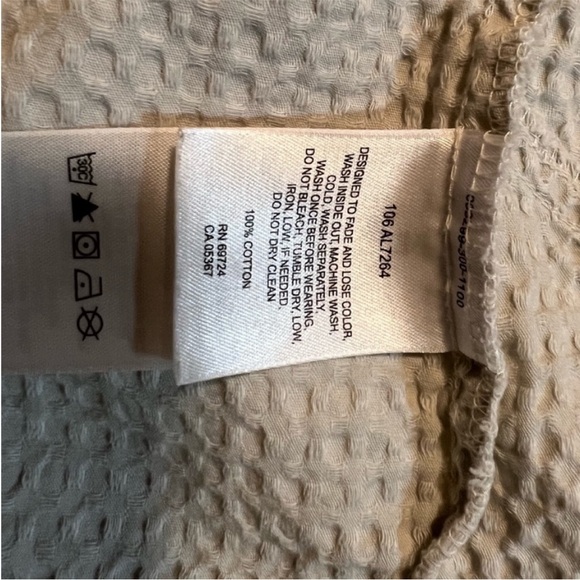 106 AL7264
DESIGNED TO FADE AND LOSE COLOR.
WASH INSIDE OUT, MACHINE WASH,
COLD, WASH SEPARATELY.
WASH ONCE BEFORE WEARING.
DO NOT BLEACH, TUMBLE DRY, LOW,
IRON, LOW, IF NEEDED.
DO NOT DRY CLEAN
100% COTTON
RN 69724
CA 05367
30C